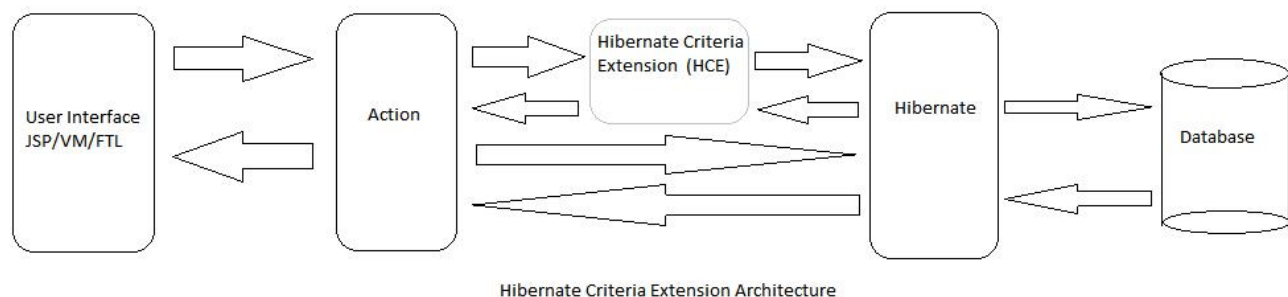 User Interface
JSP/VM/FTL
Action
Hibernate Criteria
Extension (HCE)
Hibernate
Database
Hibernate Criteria Extension Architecture